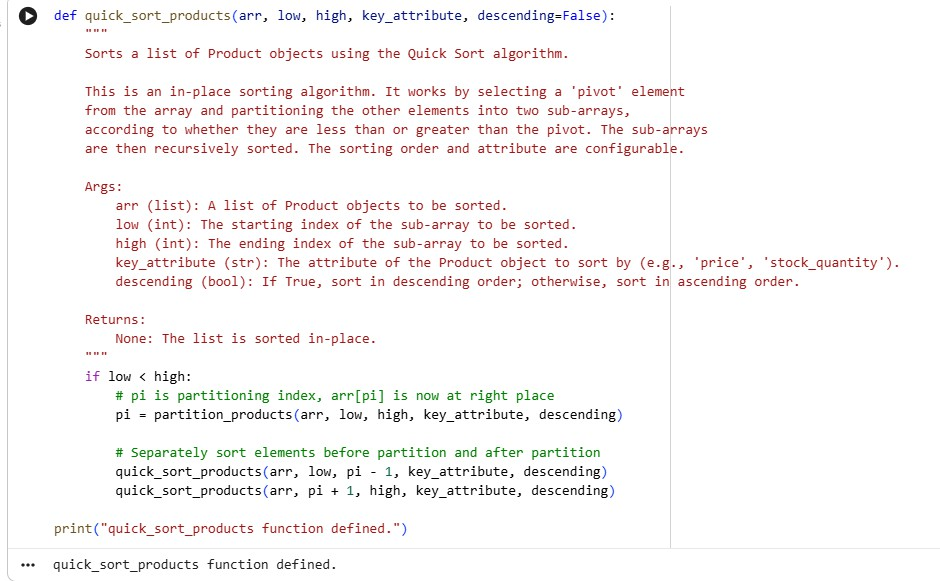 def quick_sort_products(arr, low, high, key_attribute, descending=False):
    """
    Sorts a list of Product objects using the Quick Sort algorithm.

    This is an in-place sorting algorithm. It works by selecting a 'pivot' element
    from the array and partitioning the other elements into two sub-arrays,
    according to whether they are less than or greater than the pivot. The sub-arrays
    are then recursively sorted. The sorting order and attribute are configurable.

    Args:
        arr (list): A list of Product objects to be sorted.
        low (int): The starting index of the sub-array to be sorted.
        high (int): The ending index of the sub-array to be sorted.
        key_attribute (str): The attribute of the Product object to sort by (e.g., 'price', 'stock_quantity').
        descending (bool): If True, sort in descending order; otherwise, sort in ascending order.

    Returns:
        None: The list is sorted in-place.
    """
    if low < high:
        # pi is partitioning index, arr[pi] is now at right place
        pi = partition_products(arr, low, high, key_attribute, descending)

        # Separately sort elements before partition and after partition
        quick_sort_products(arr, low, pi - 1, key_attribute, descending)
        quick_sort_products(arr, pi + 1, high, key_attribute, descending)

print("quick_sort_products function defined.")
quick_sort_products function defined.